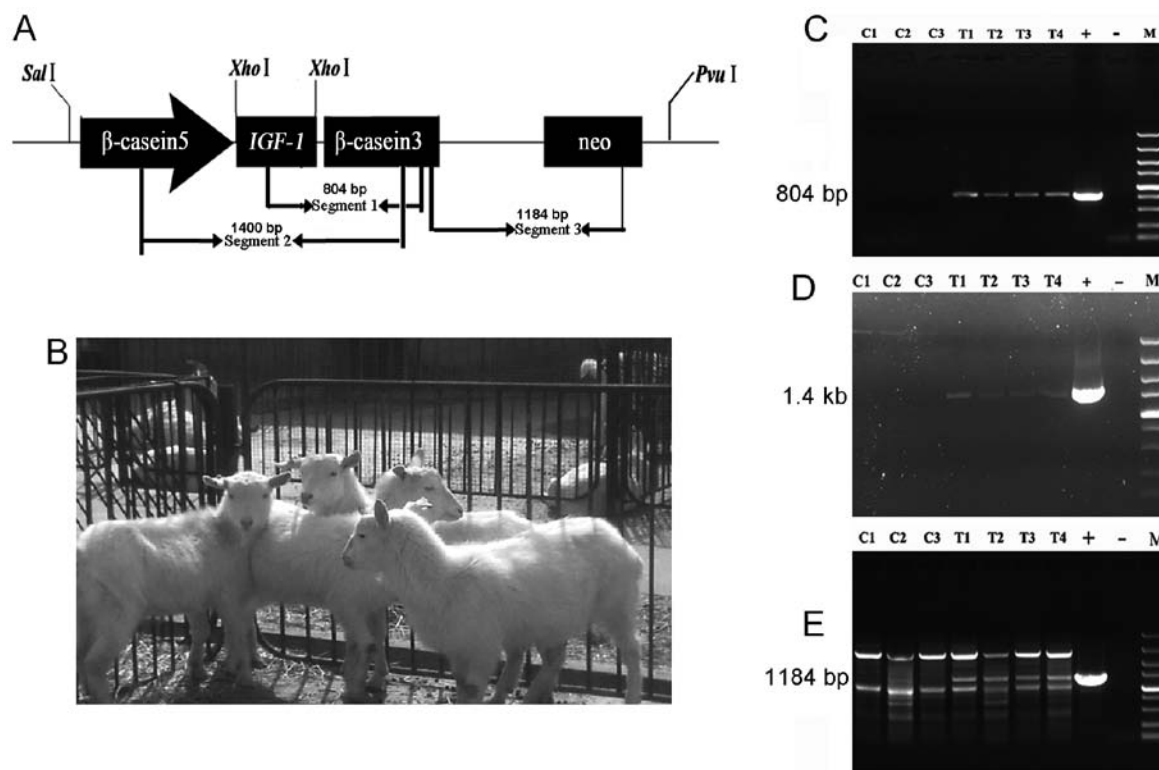 A
Sal I
Xho I
Xho I
Pvu I
β-casein5
IGF-1
β-casein3
neo
804 bp
Segment 1
1400 bp
Segment 2
1184 bp
Segment 3
B
C
C1 C2 C3 T1 T2 T3 T4 + - M
804 bp
D
C1 C2 C3 T1 T2 T3 T4 + - M
1.4 kb
E
C1 C2 C3 T1 T2 T3 T4 + - M
1184 bp